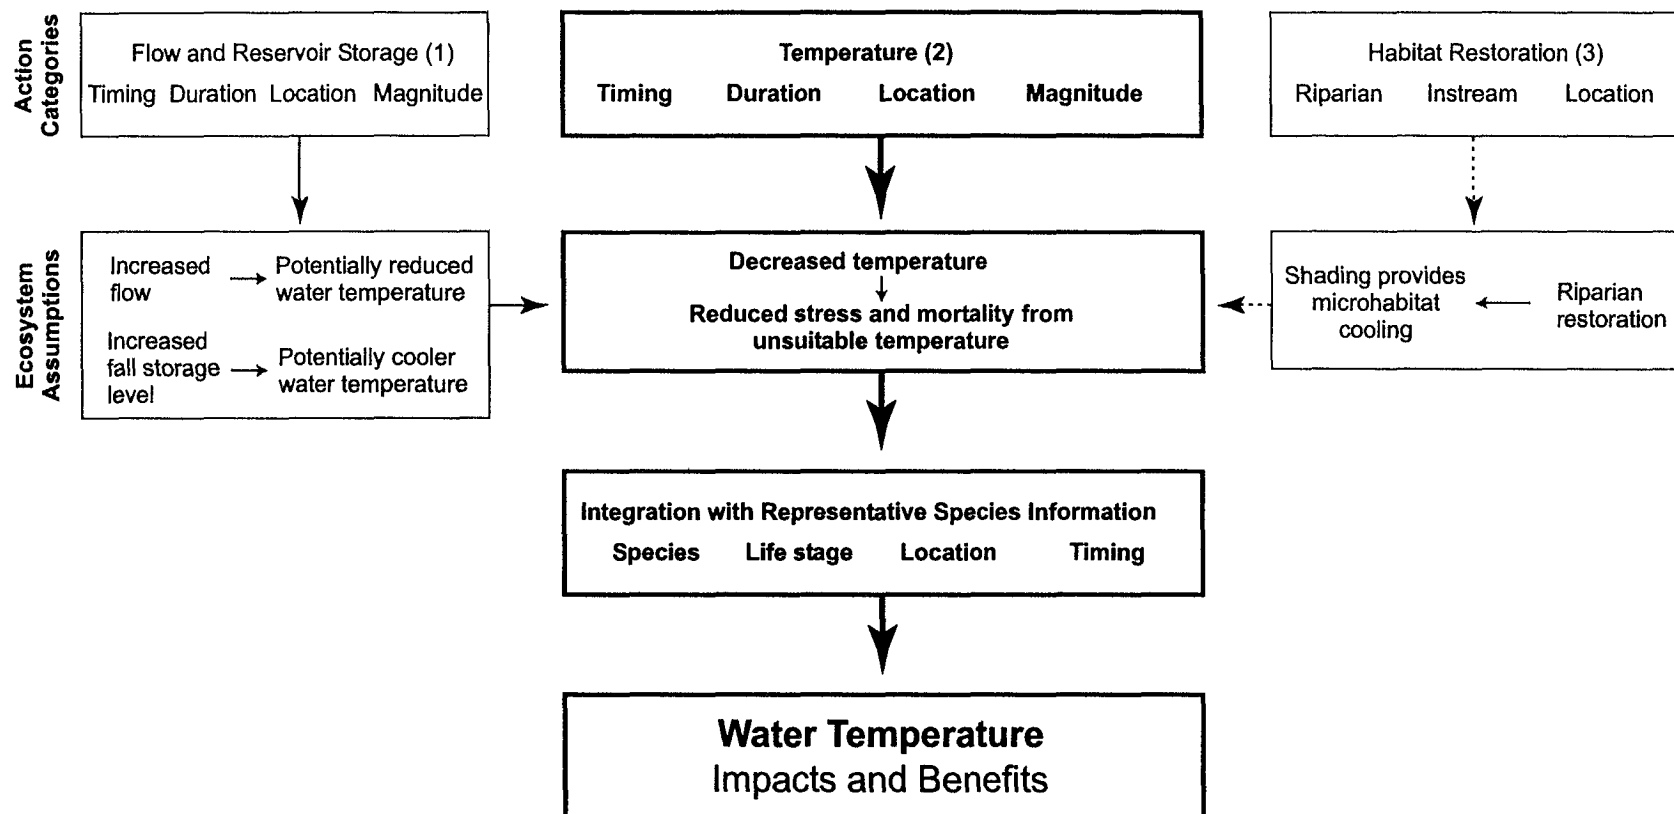 Action
Categories
Flow and Reservoir Storage (1)
Timing Duration Location Magnitude
Temperature (2)
Timing Duration Location Magnitude
Habitat Restoration (3)
Riparian Instream Location
Ecosystem
Assumptions
Increased
flow
Potentially reduced
water temperature
Increased
fall storage
level
Potentially cooler
water temperature
Decreased temperature
Reduced stress and mortality from
unsuitable temperature
Shading provides
microhabitat
cooling
Riparian
restoration
Integration with Representative Species Information
Species Life stage Location Timing
Water Temperature
Impacts and Benefits